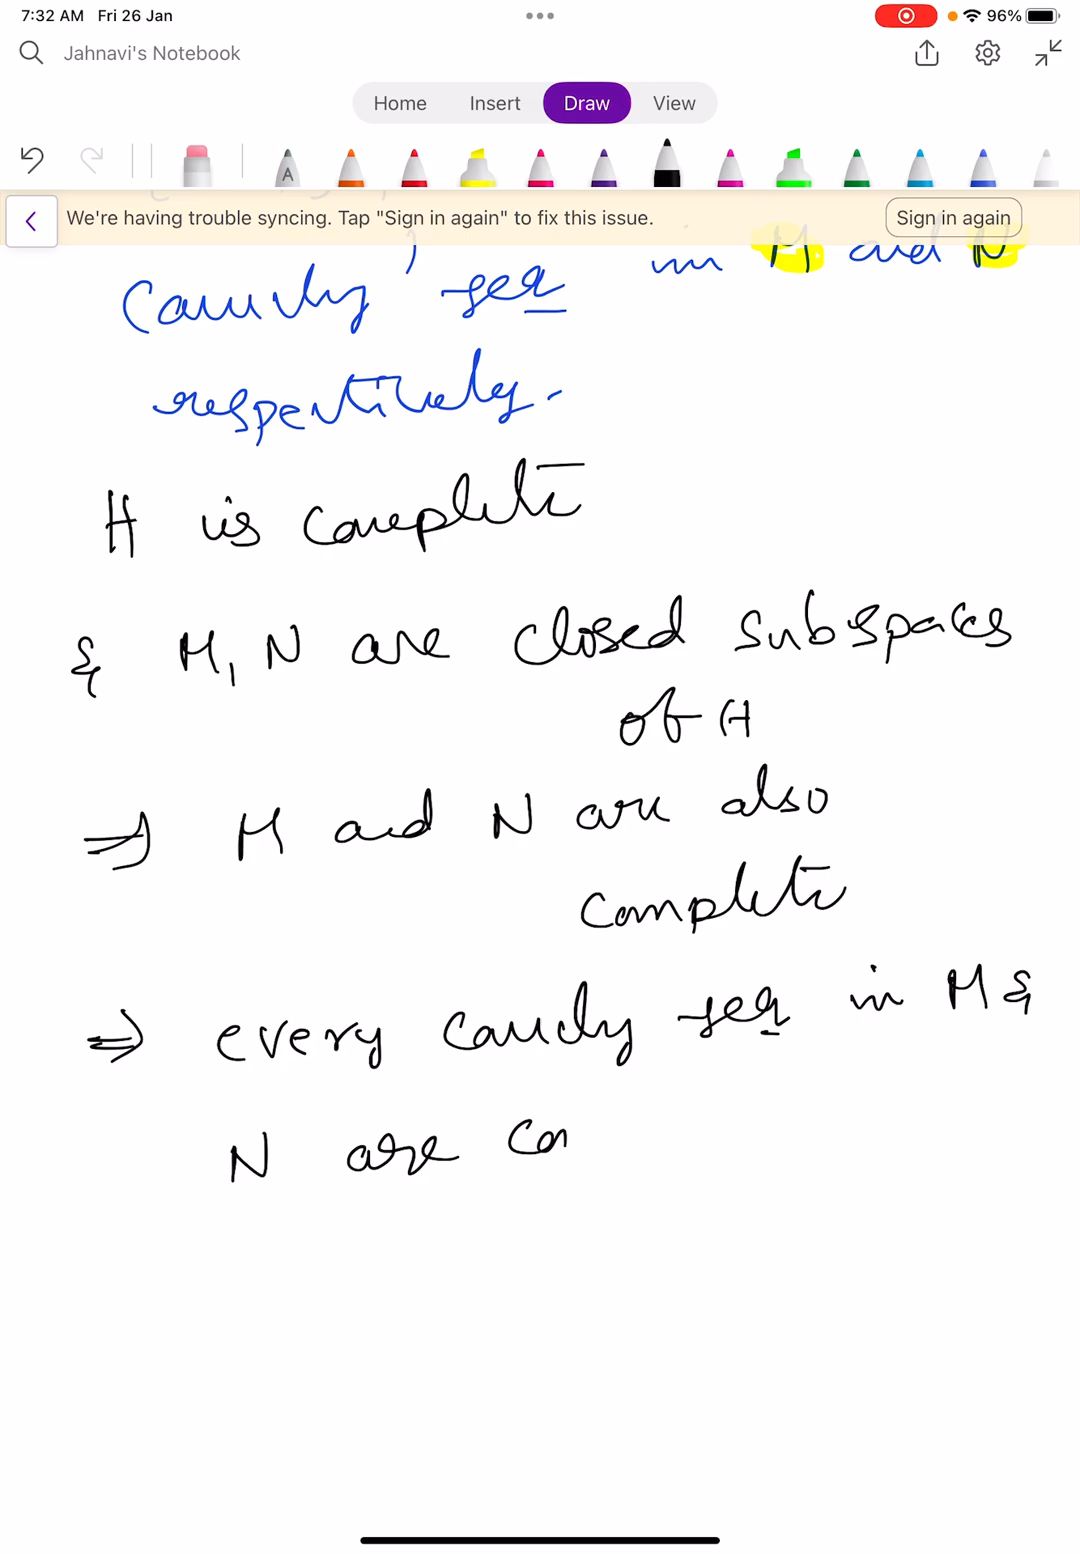 7:32 AM Fri 26 Jan
96%
Jahnavi's Notebook
Home Insert Draw View
A
We're having trouble syncing. Tap "Sign in again" to fix this issue. Sign in again
Cauchy seq in M and N
respectively.
H is complete
& M, N are closed subspaces
of H
⇒ M and N are also
complete
⇒ every cauchy seq in M &
N are con